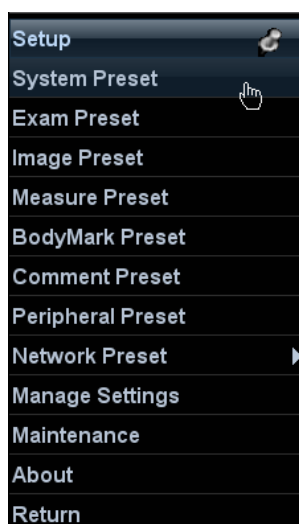 Setup
System Preset
Exam Preset
Image Preset
Measure Preset
BodyMark Preset
Comment Preset
Peripheral Preset
Network Preset
Manage Settings
Maintenance
About
Return